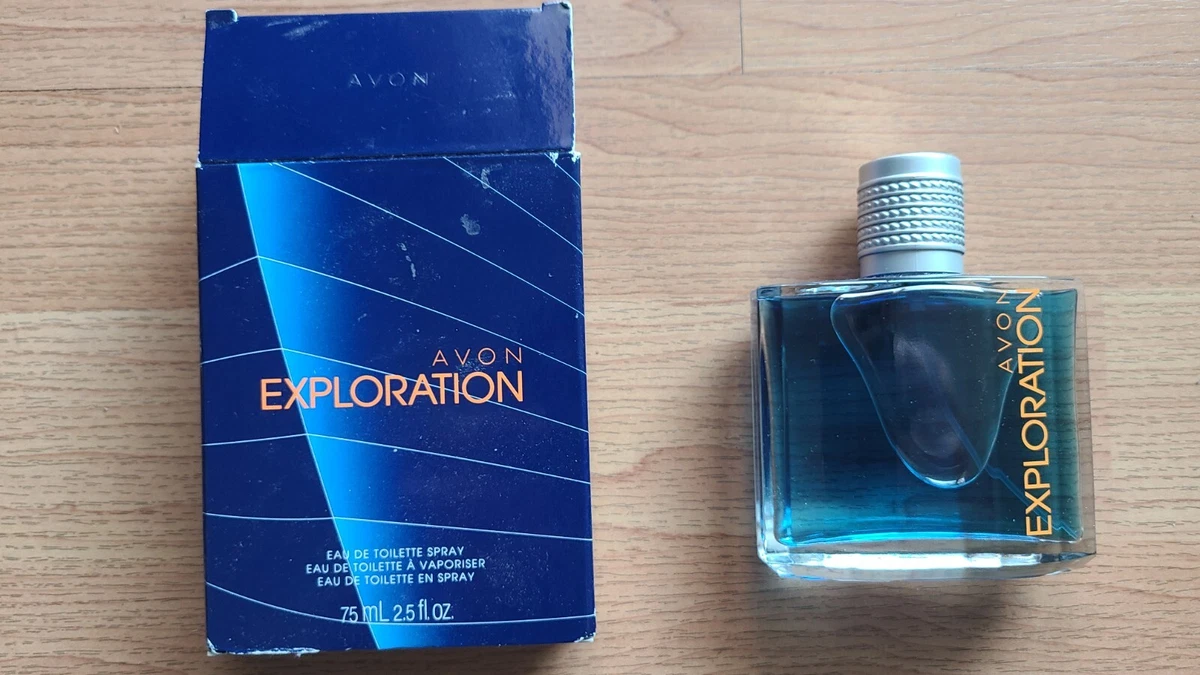 AVON
AVON
EXPLORATION
EAU DE TOILETTE SPRAY
EAU DE TOILETTE À VAPORISER
EAU DE TOILETTE EN SPRAY
75 mL 2.5 fl. oz.
AVON
EXPLORATION